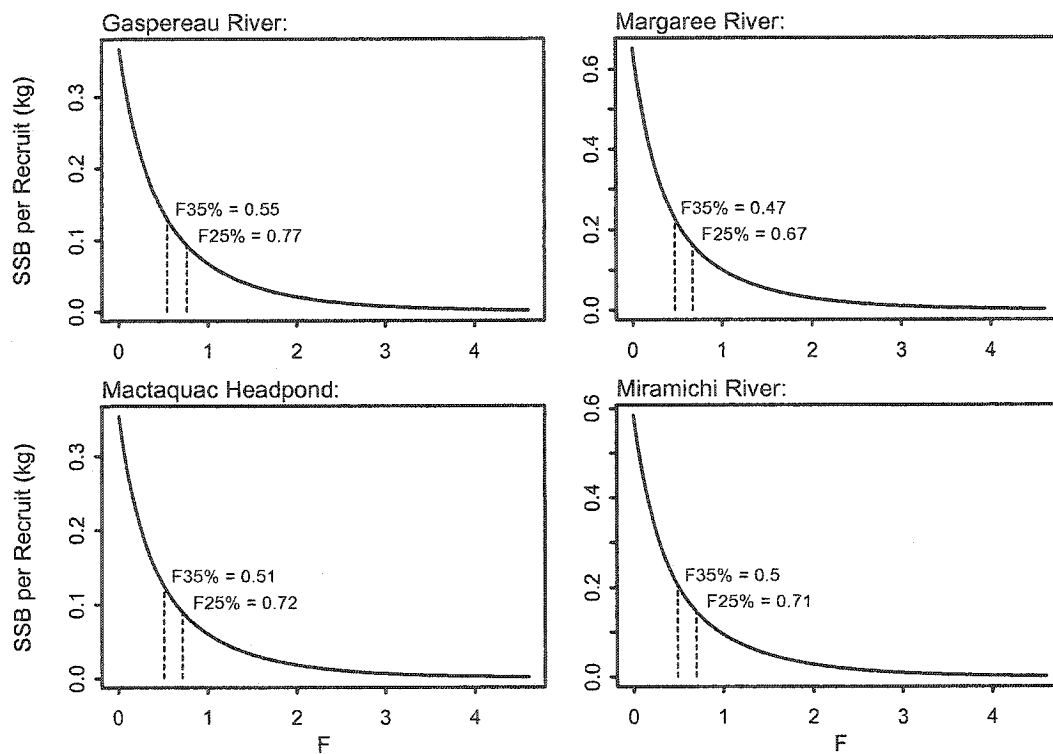 Gaspereau River:
SSB per Recruit (kg)
0.3
0.2
0.1
0.0
F35% = 0.55
F25% = 0.77
0 1 2 3 4
Margaree River:
0.6
0.4
0.2
0.0
F35% = 0.47
F25% = 0.67
0 1 2 3 4
Mactaquac Headpond:
SSB per Recruit (kg)
0.3
0.2
0.1
0.0
F35% = 0.51
F25% = 0.72
0 1 2 3 4
F
Miramichi River:
0.6
0.4
0.2
0.0
F35% = 0.5
F25% = 0.71
0 1 2 3 4
F